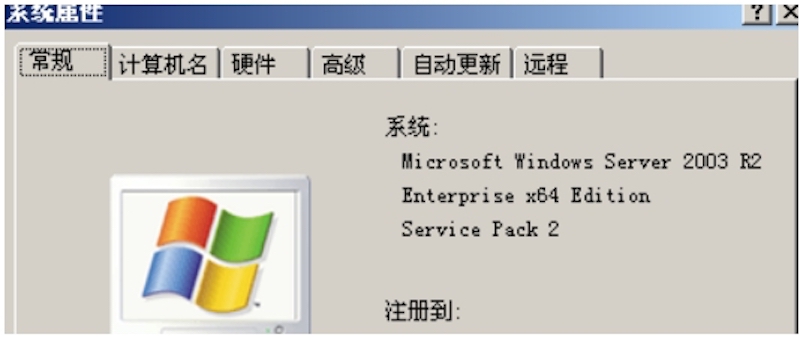 系统属性
常规 计算机名 硬件 高级 自动更新 远程
系统:
Microsoft Windows Server 2003 R2
Enterprise x64 Edition
Service Pack 2
注册到: